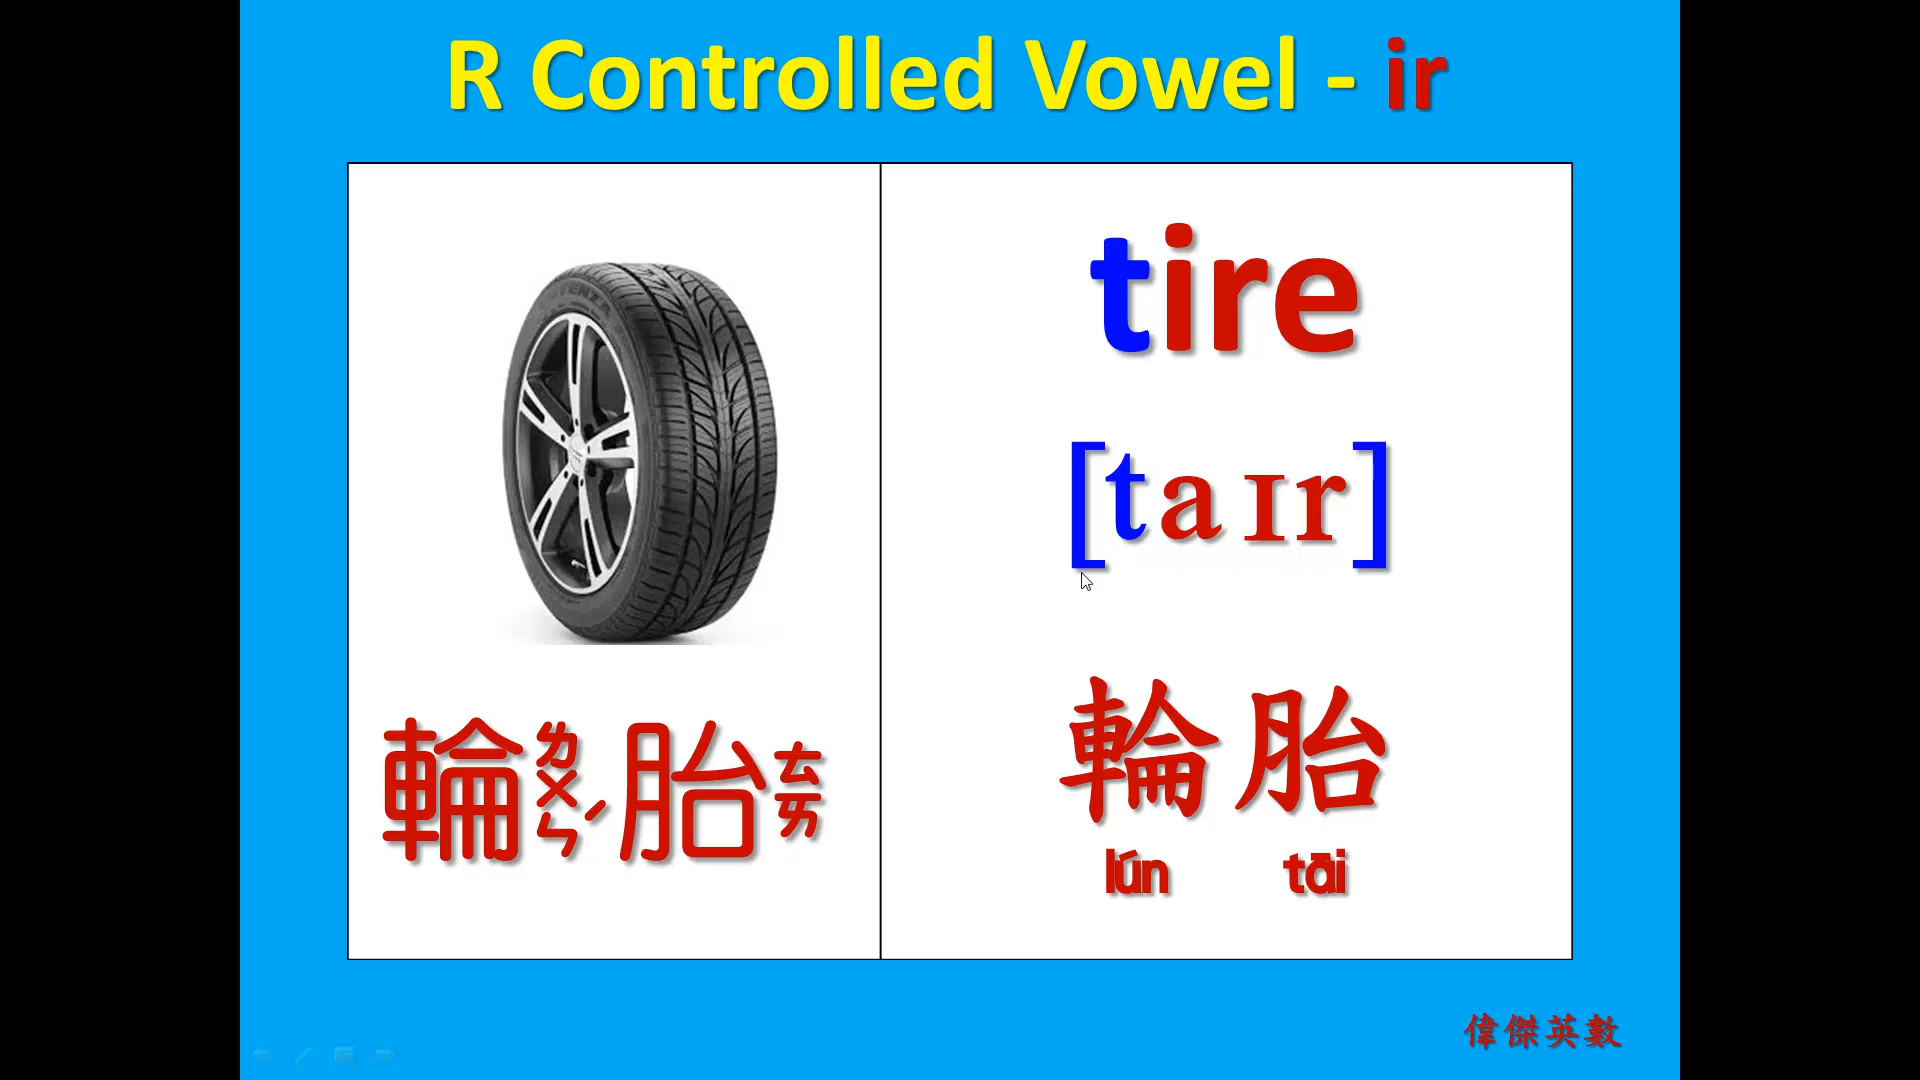 R Controlled Vowel - ir
tire
[taɪr]
輪ㄌㄨㄣˊ胎ㄊㄞ
輪胎
lún tāi
偉傑英數